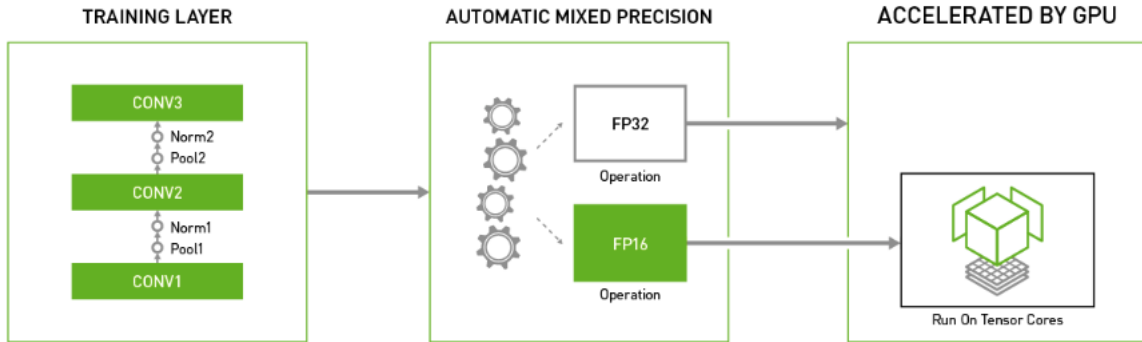 TRAINING LAYER
CONV3
Norm2
Pool2
CONV2
Norm1
Pool1
CONV1
AUTOMATIC MIXED PRECISION
FP32
Operation
FP16
Operation
ACCELERATED BY GPU
Run On Tensor Cores